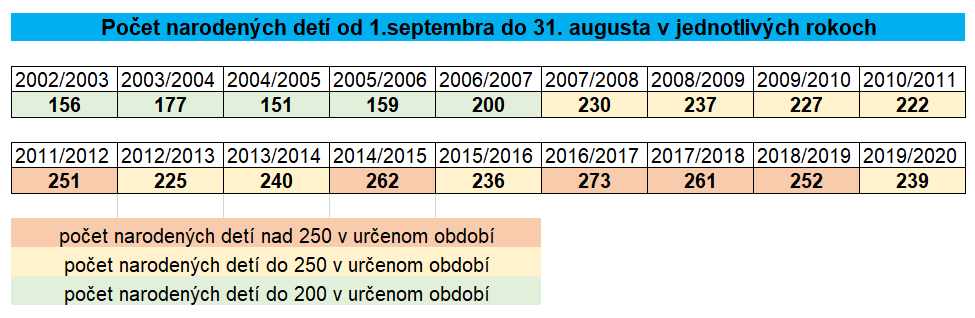 Počet narodených detí od 1.septembra do 31. augusta v jednotlivých rokoch
2002/2003 2003/2004 2004/2005 2005/2006 2006/2007 2007/2008 2008/2009 2009/2010 2010/2011
156 177 151 159 200 230 237 227 222
2011/2012 2012/2013 2013/2014 2014/2015 2015/2016 2016/2017 2017/2018 2018/2019 2019/2020
251 225 240 262 236 273 261 252 239
počet narodených detí nad 250 v určenom období
počet narodených detí do 250 v určenom období
počet narodených detí do 200 v určenom období